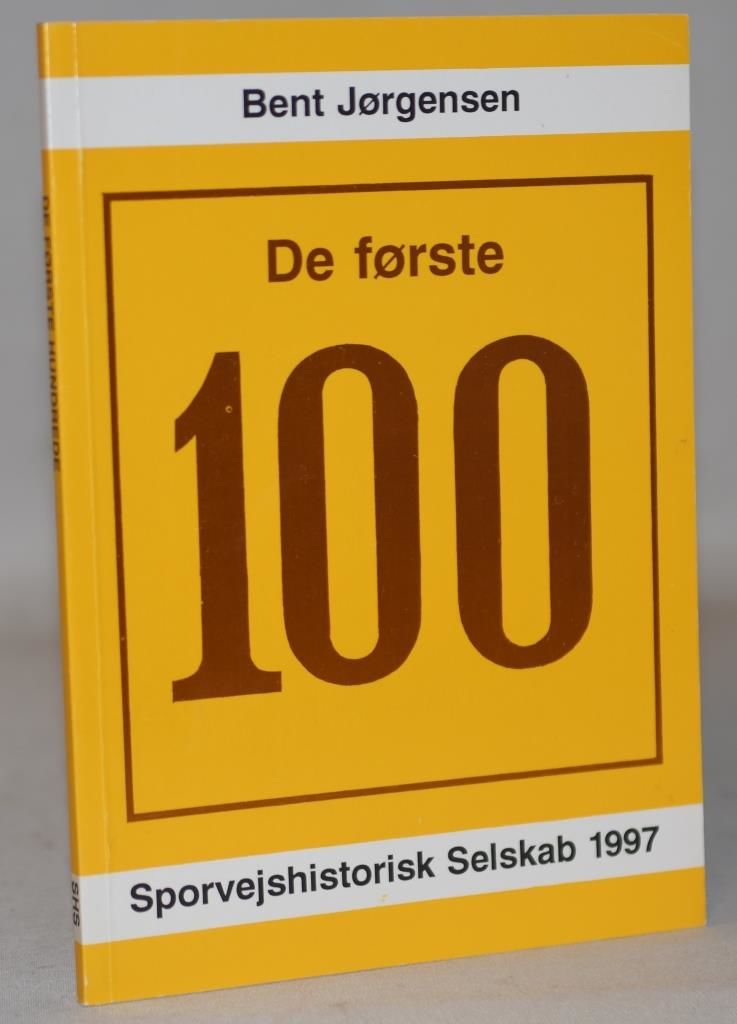 Bent Jørgensen
De første
100
Sporvejshistorisk Selskab 1997
DE FØRSTE HUNDREDE
SHS